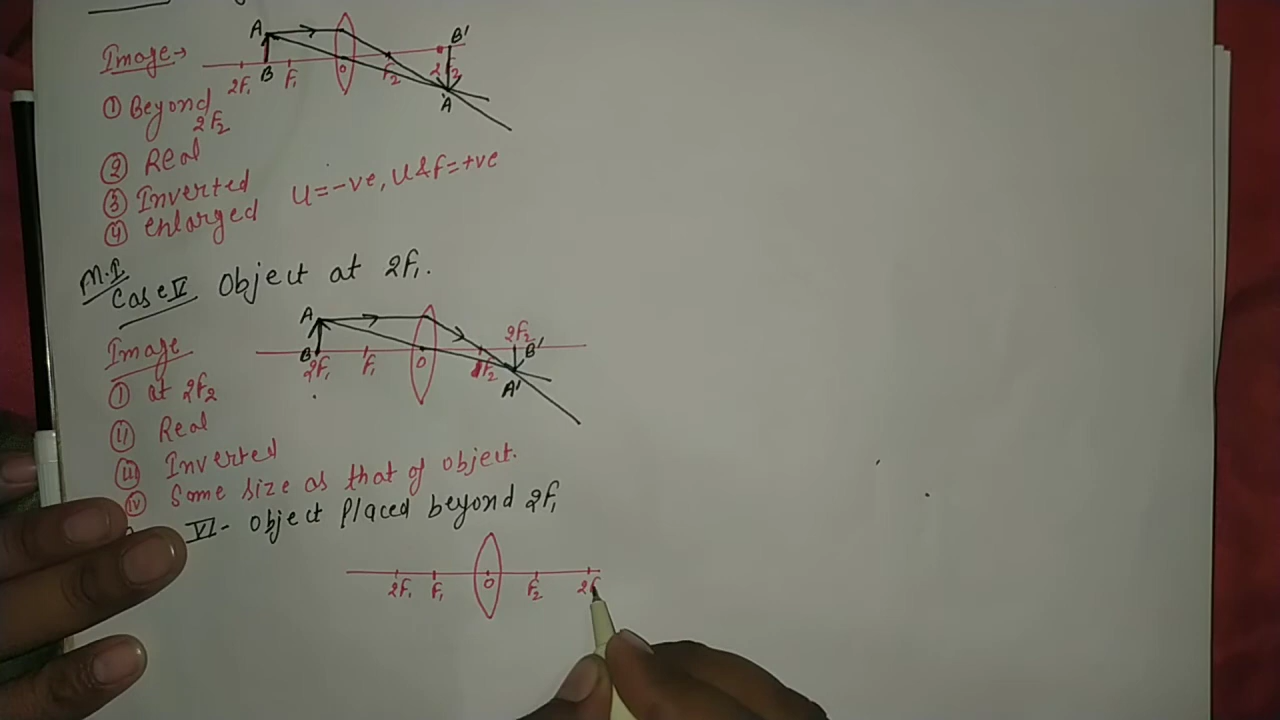 A B'
Image→
2F₁ B F₁ O F₂ 2F₂
A
① Beyond 2F₂
② Real
③ Inverted
④ enlarged
u=-ve, u&f=+ve
M.I
Case V Object at 2F₁.
A 2F₂
Image
B B'
2F₁ F₁ O F₂
A'
(i) at 2F₂
(ii) Real
(iii) Inverted
(iv) Same size as that of object.
VI- Object Placed beyond 2F₁
2F₁ F₁ O F₂ 2F